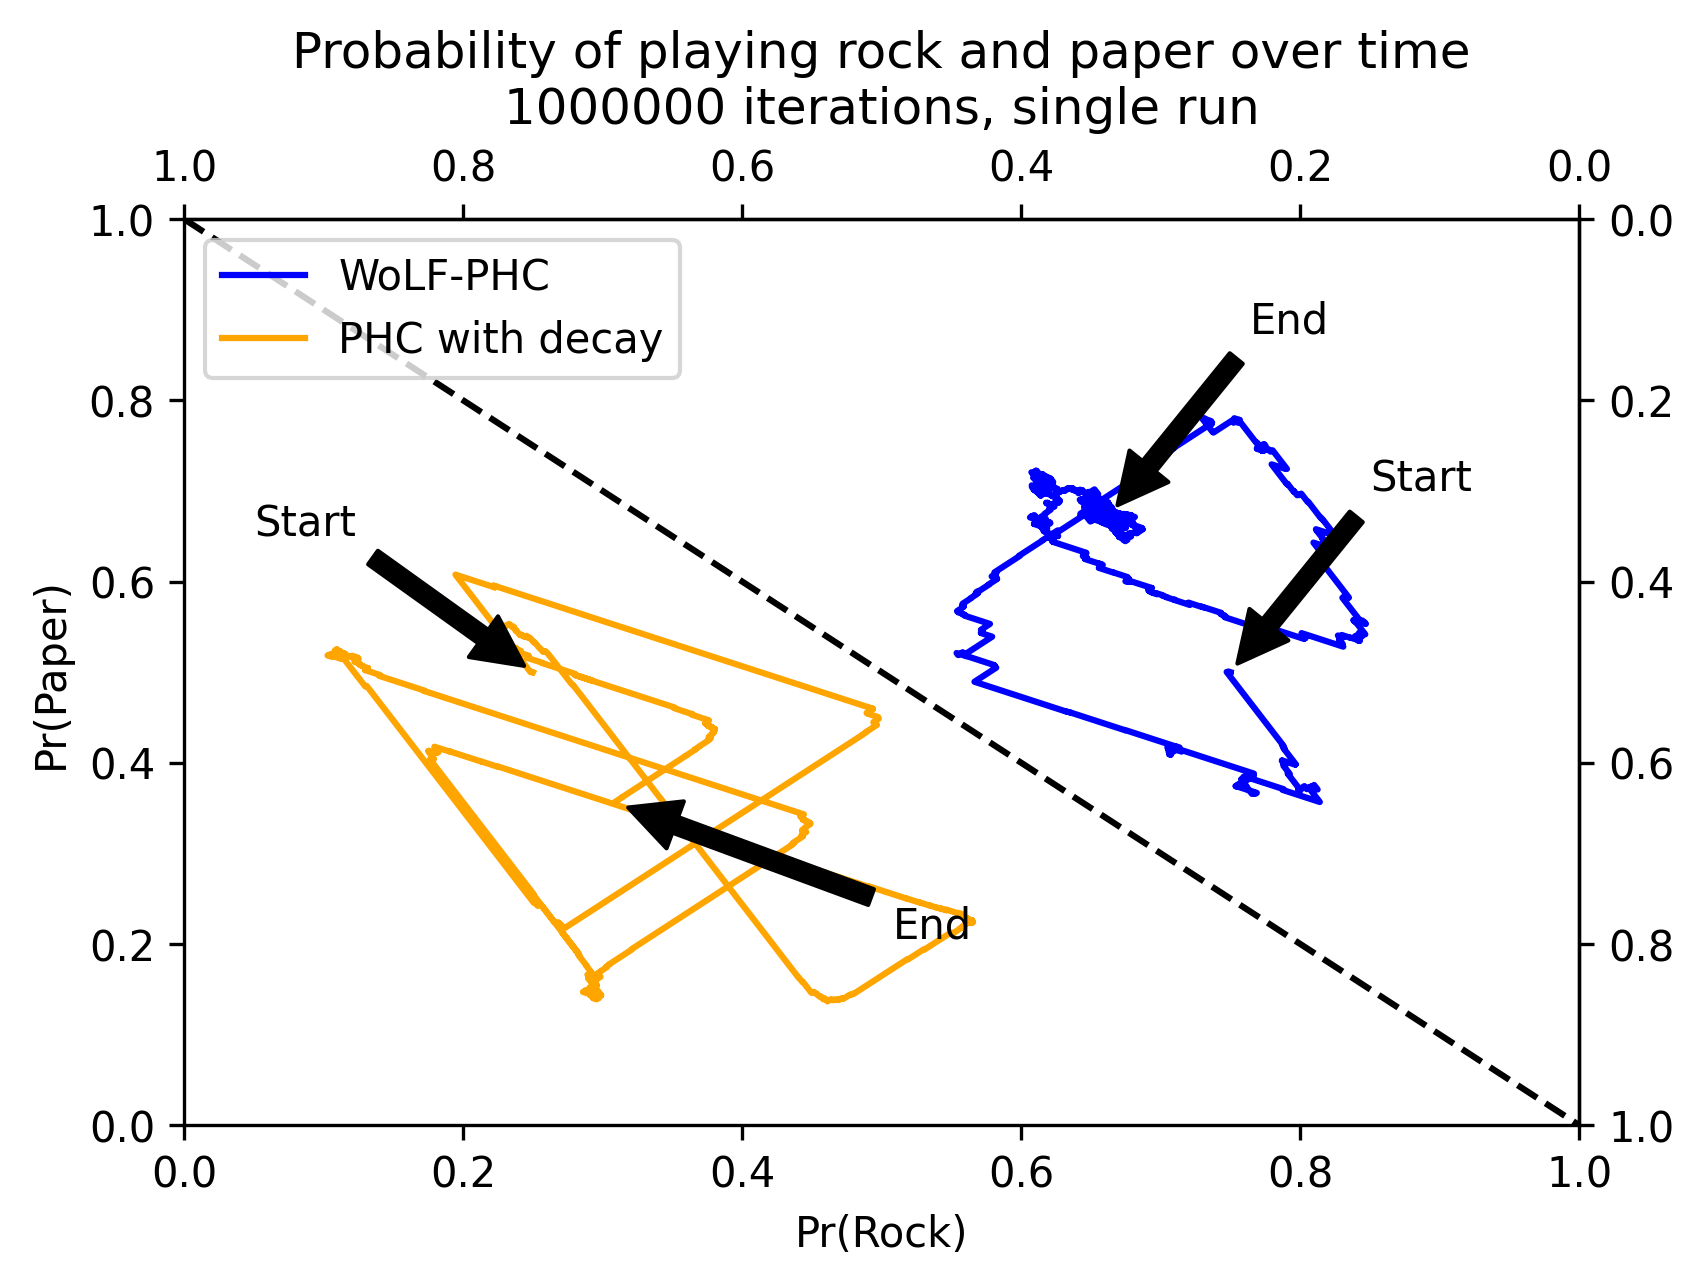 Probability of playing rock and paper over time
1000000 iterations, single run
1.0 0.8 0.6 0.4 0.2 0.0
1.0 0.8 0.6 0.4 0.2 0.0
0.0 0.2 0.4 0.6 0.8 1.0
WoLF-PHC
PHC with decay
End
Start
Start
End
Pr(Paper)
0.0 0.2 0.4 0.6 0.8 1.0
Pr(Rock)